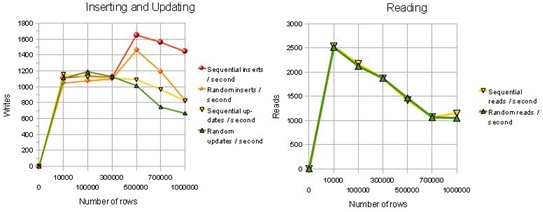 Inserting and Updating
Writes
1800
1600
1400
1200
1000
800
600
400
200
0
0
10000
100000
300000
500000
700000
1000000
Number of rows
Sequential inserts
/ second
Random inserts /
second
Sequential up-
dates / second
Random
updates / second
Reading
Reads
3000
2500
2000
1500
1000
500
0
0
10000
100000
300000
500000
700000
1000000
Number of rows
Sequential
reads / second
Random reads /
second